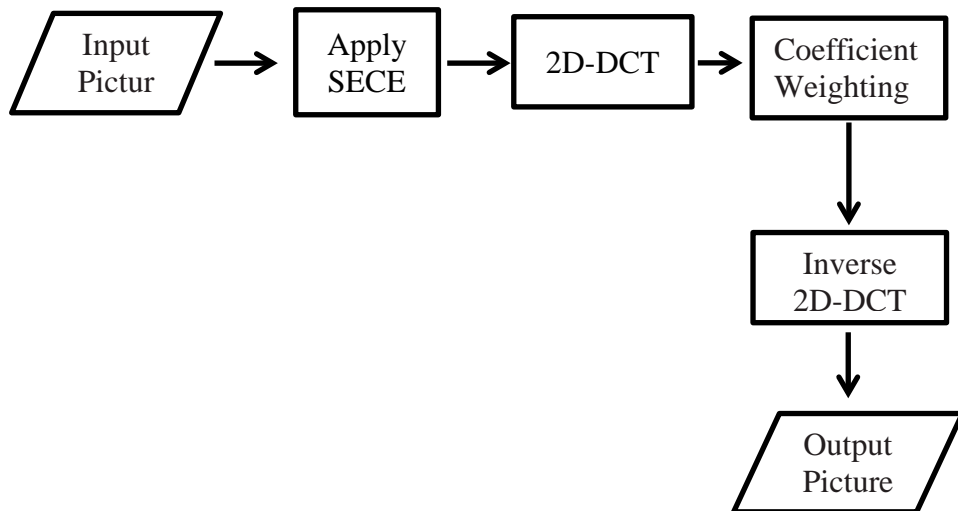 Input
Pictur
Apply
SECE
2D-DCT
Coefficient
Weighting
Inverse
2D-DCT
Output
Picture